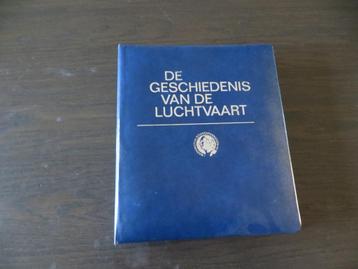 DE
GESCHIEDENIS
VAN DE
LUCHTVAART